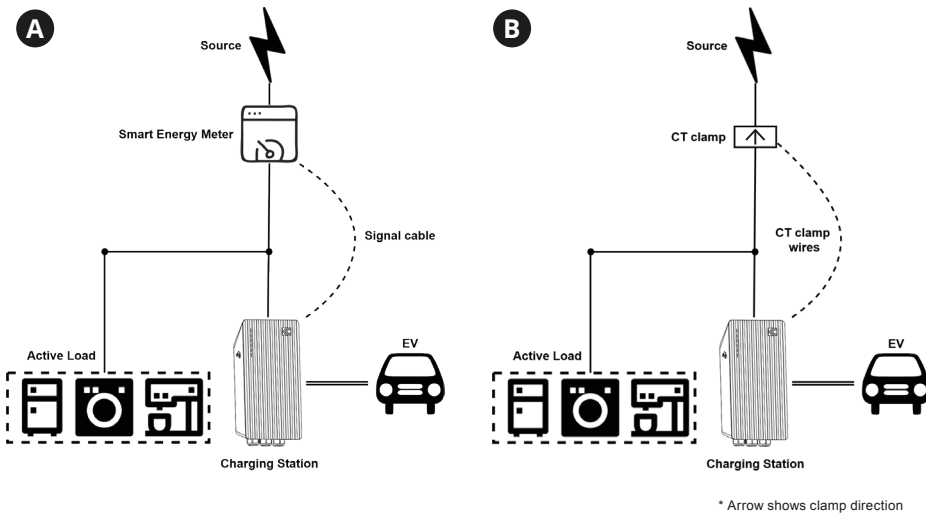 A
Source
Smart Energy Meter
Signal cable
Active Load
EV
Charging Station
B
Source
CT clamp
CT clamp
wires
Active Load
EV
Charging Station
* Arrow shows clamp direction